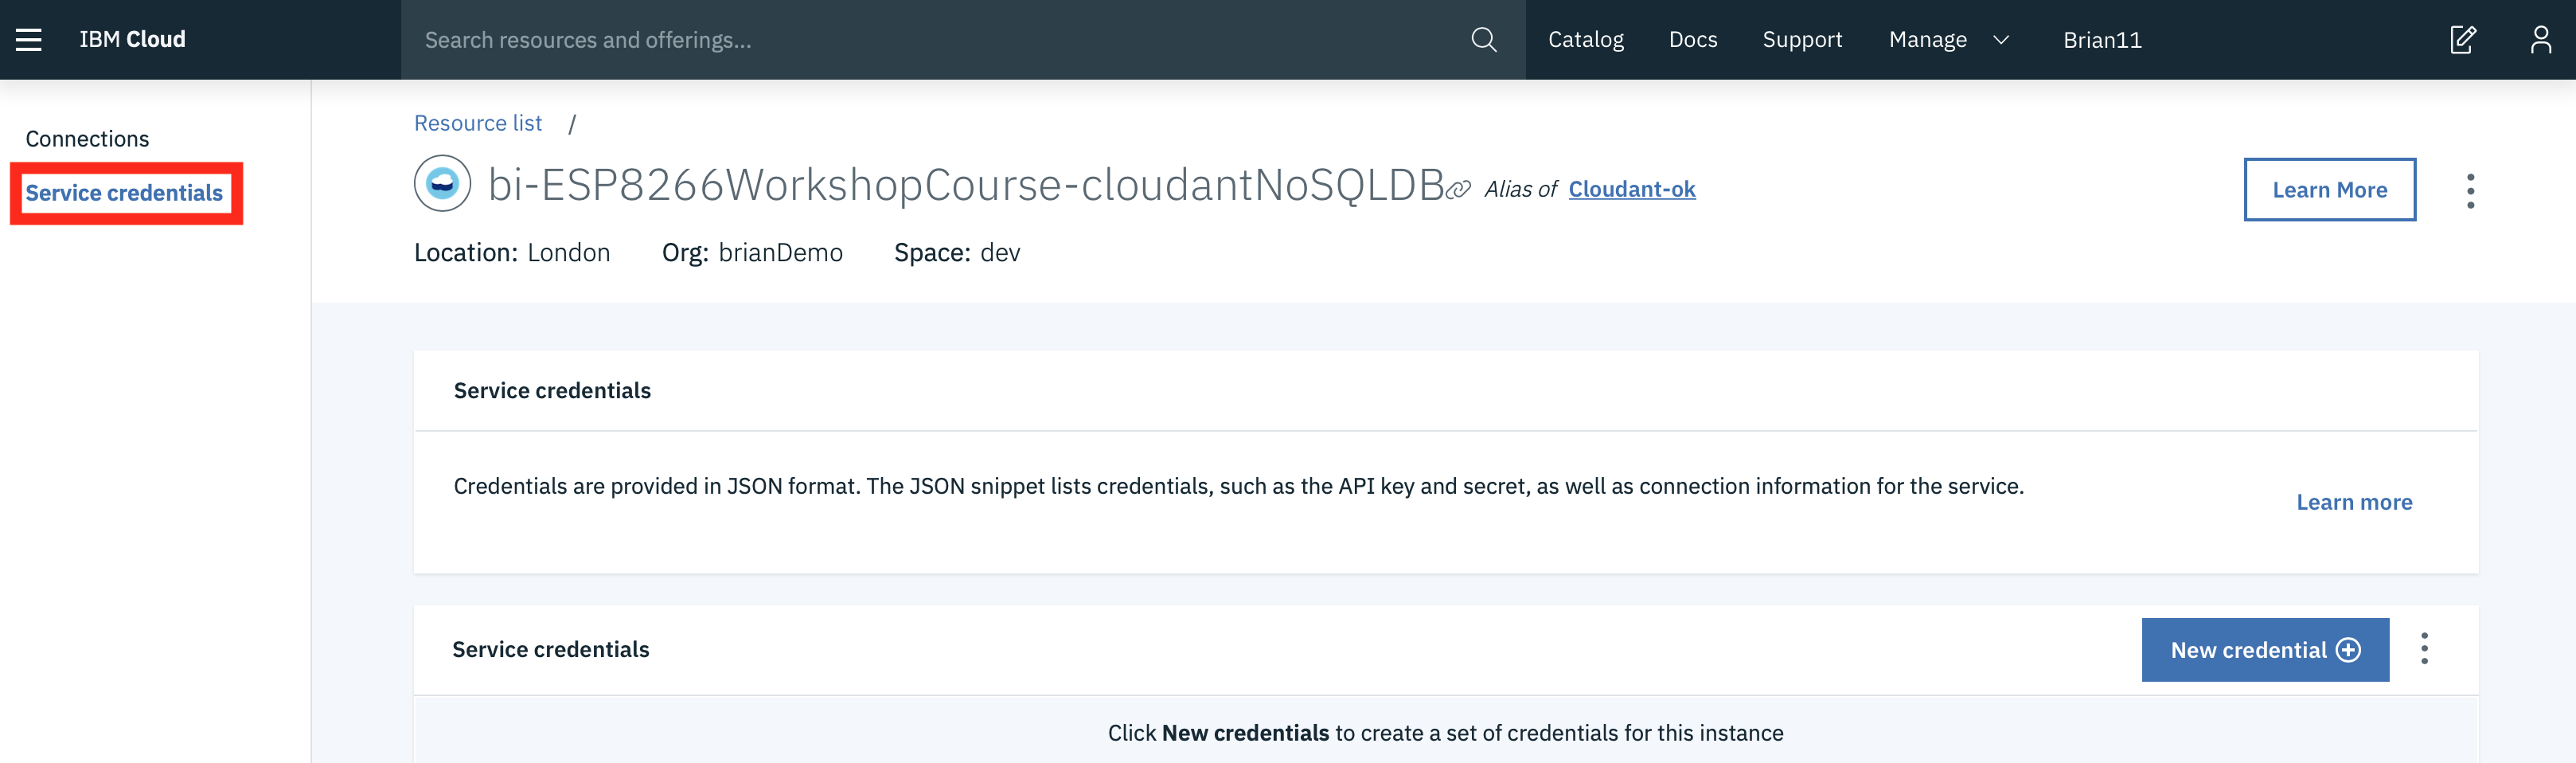 IBM Cloud
Search resources and offerings...
Catalog
Docs
Support
Manage
Brian11
Connections
Service credentials
Resource list /
bi-ESP8266WorkshopCourse-cloudantNoSQLDB Alias of Cloudant-ok
Learn More
Location: London Org: brianDemo Space: dev
Service credentials
Credentials are provided in JSON format. The JSON snippet lists credentials, such as the API key and secret, as well as connection information for the service.
Learn more
Service credentials
New credential
Click New credentials to create a set of credentials for this instance